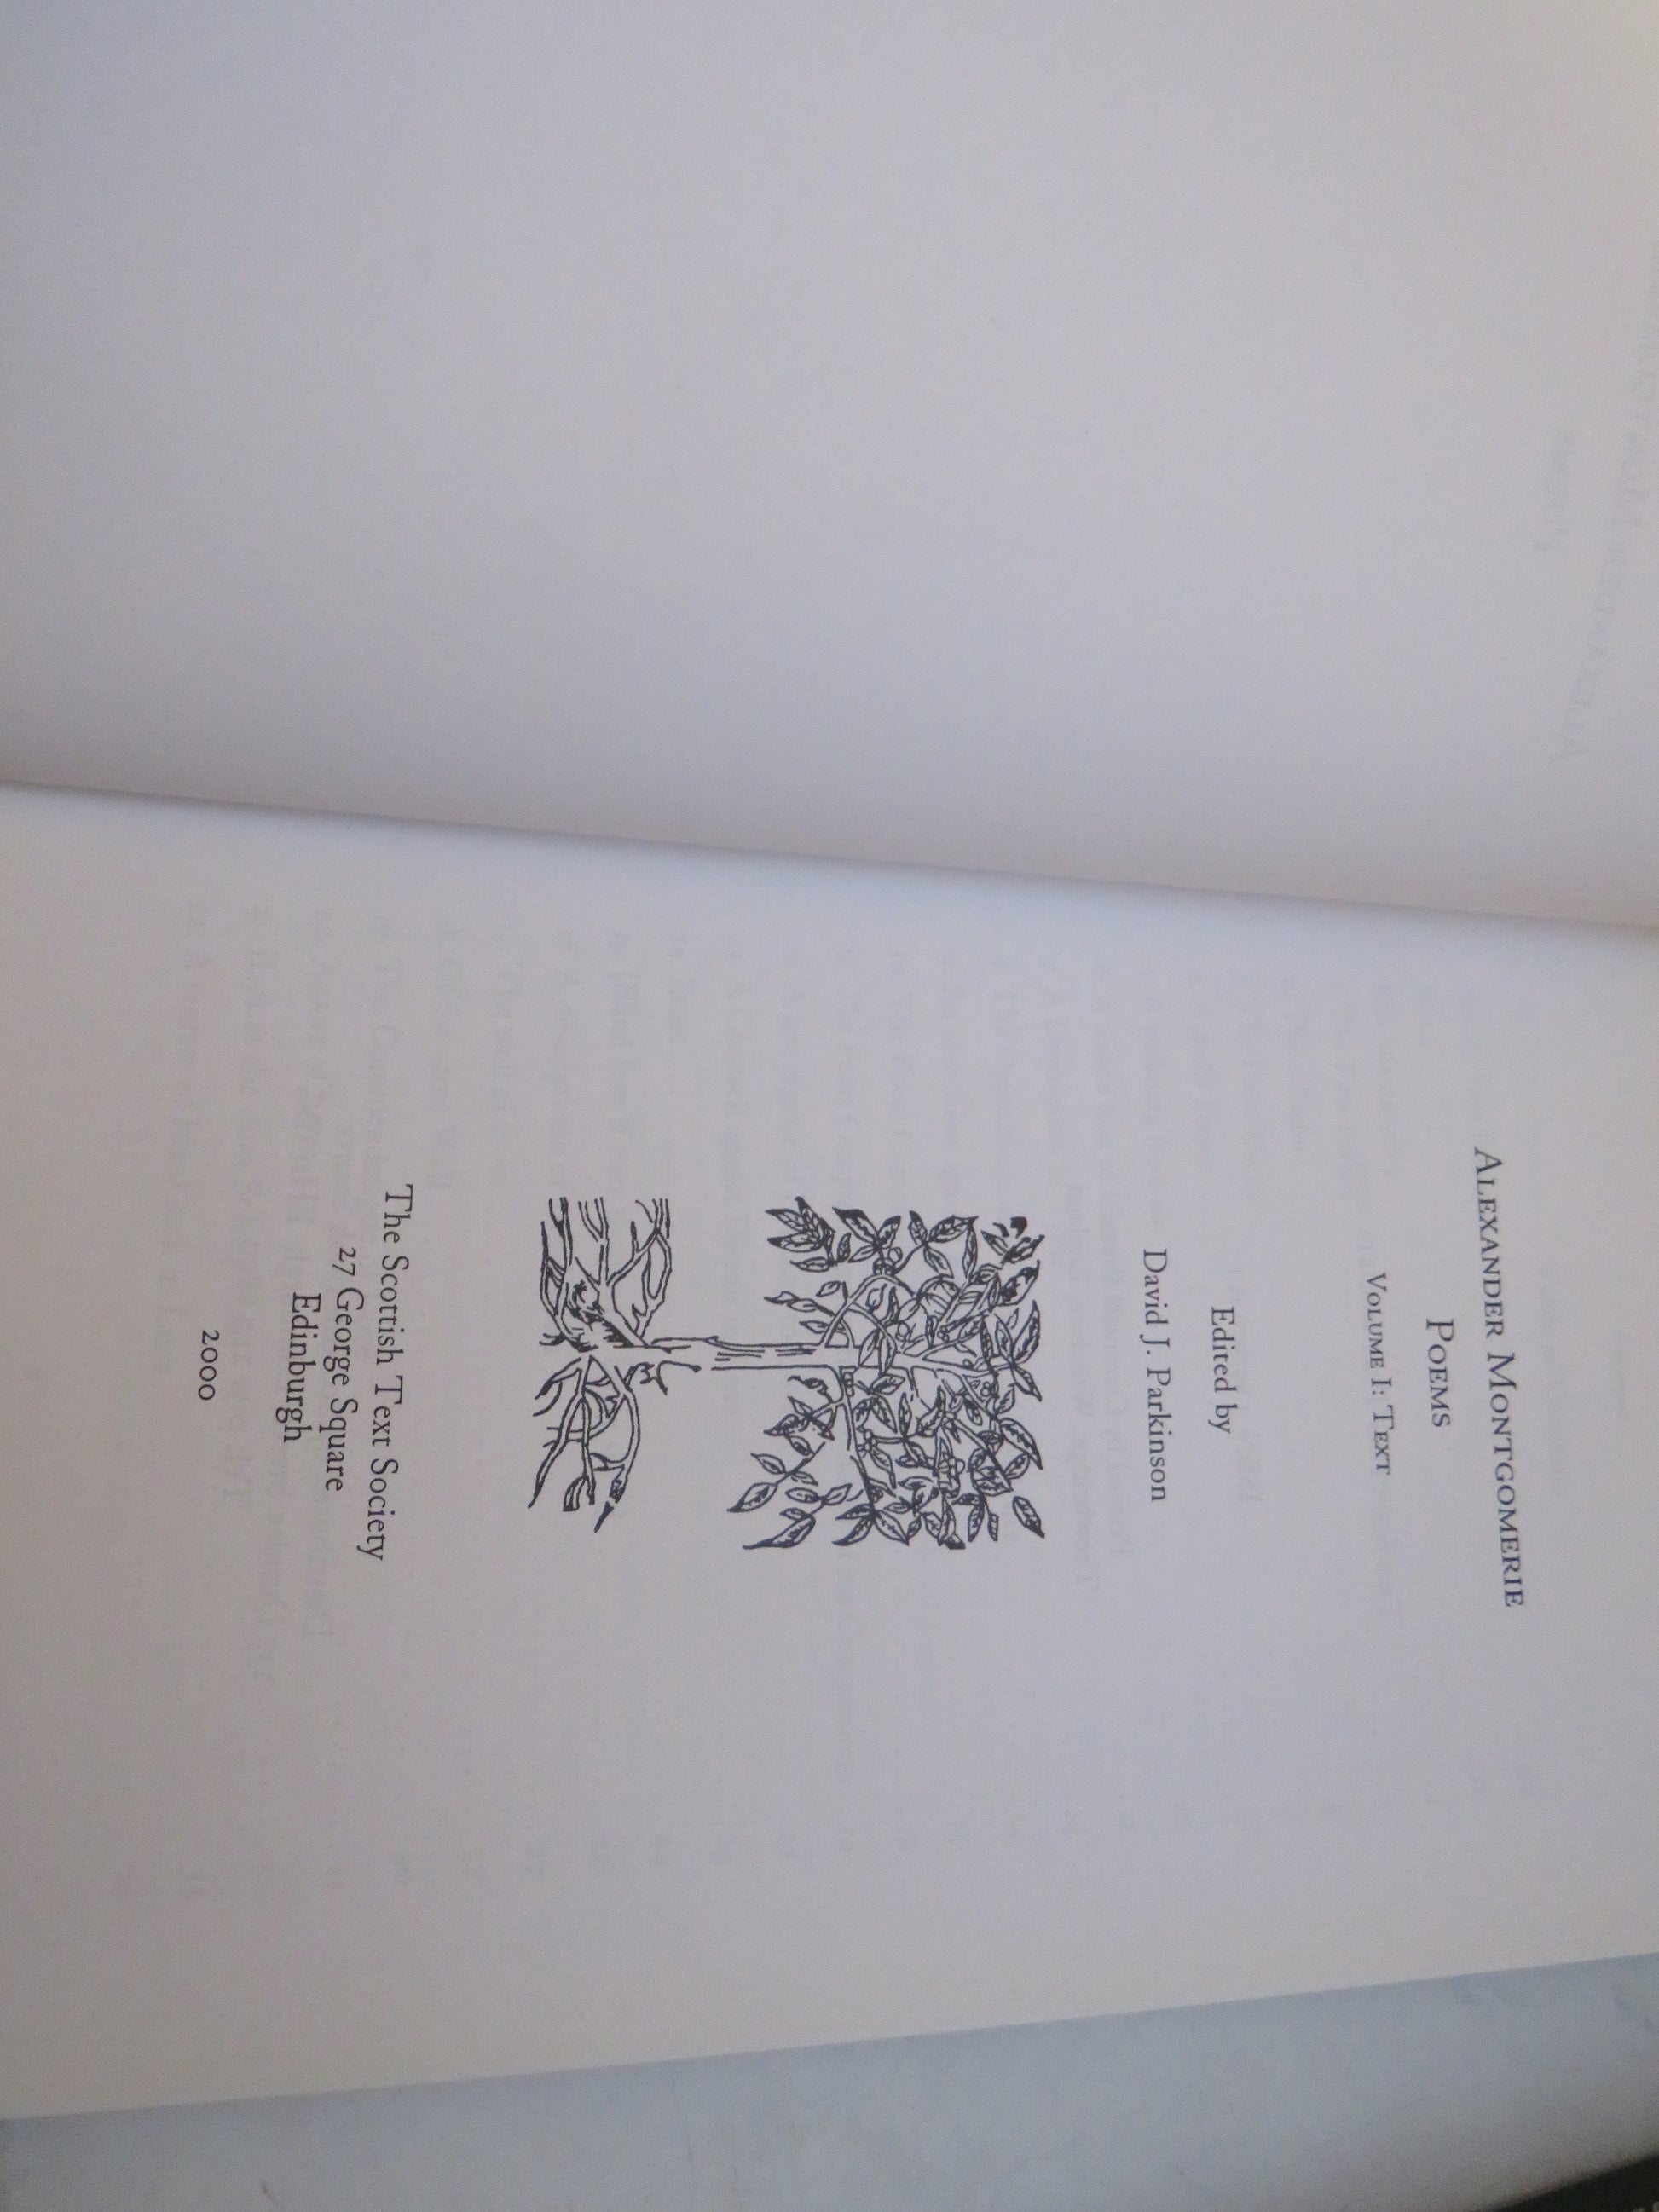 ALEXANDER MONTGOMERIE
POEMS
VOLUME I: TEXT
Edited by
David J. Parkinson
The Scottish Text Society
27 George Square
Edinburgh
2000